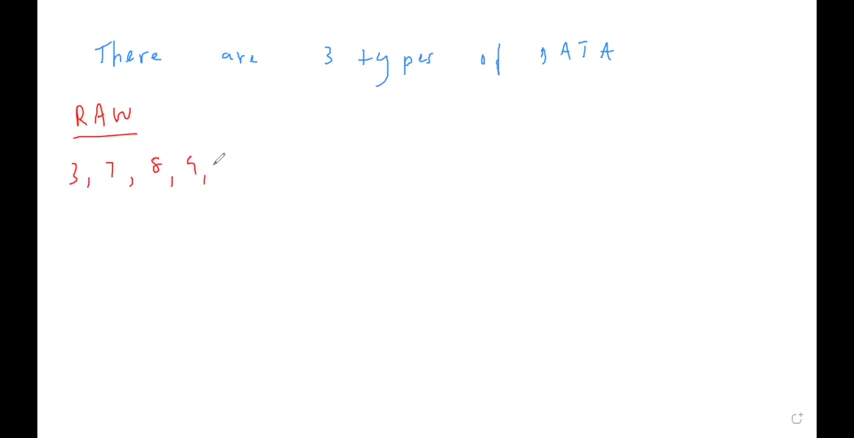 There are 3 types of DATA
RAW
3, 7, 8, 9,